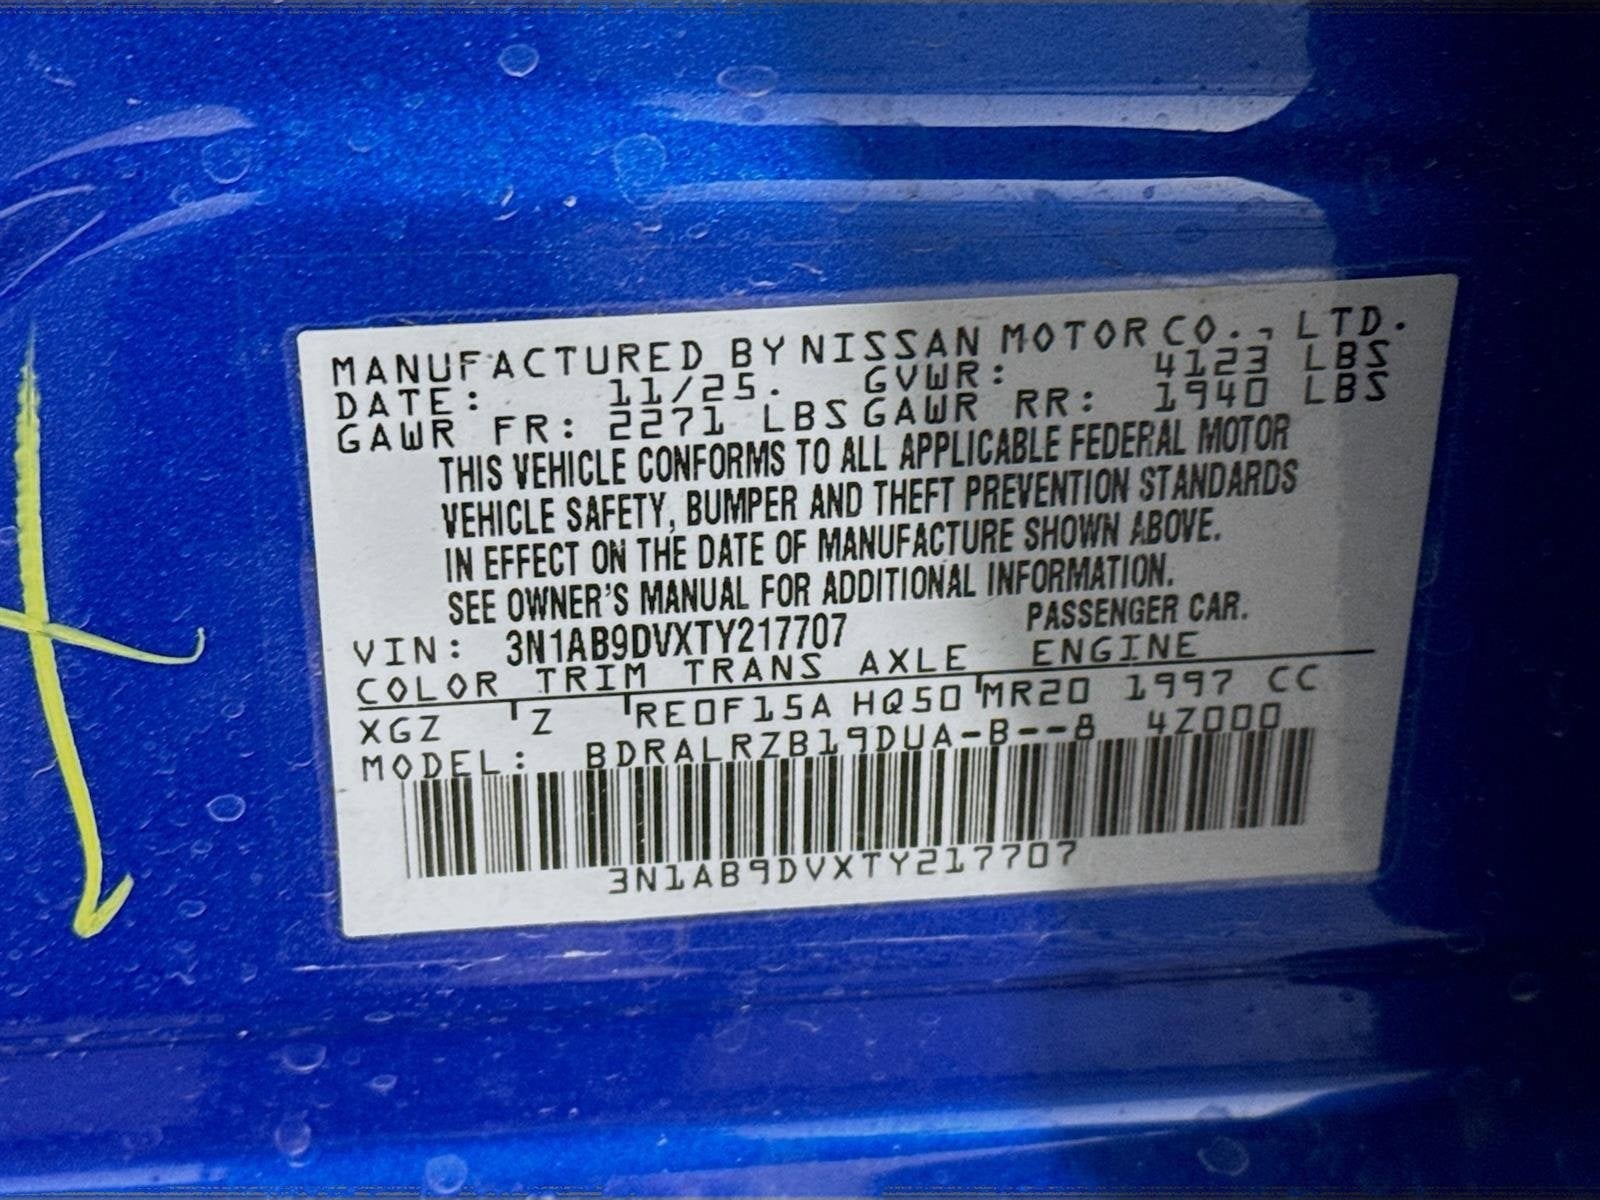 MANUFACTURED BY NISSAN MOTOR CO., LTD.
DATE: 11/25. GVWR: 4123 LBS
GAWR FR: 2271 LBS GAWR RR: 1940 LBS
THIS VEHICLE CONFORMS TO ALL APPLICABLE FEDERAL MOTOR
VEHICLE SAFETY, BUMPER AND THEFT PREVENTION STANDARDS
IN EFFECT ON THE DATE OF MANUFACTURE SHOWN ABOVE.
SEE OWNER'S MANUAL FOR ADDITIONAL INFORMATION.
VIN: 3N1AB9DVXTY217707 PASSENGER CAR.
COLOR TRIM TRANS AXLE ENGINE
XGZ Z RE0F15A HQ50 MR20 1997 CC
MODEL: BDRALRZB19DUA-B--8 4Z000
3N1AB9DVXTY217707